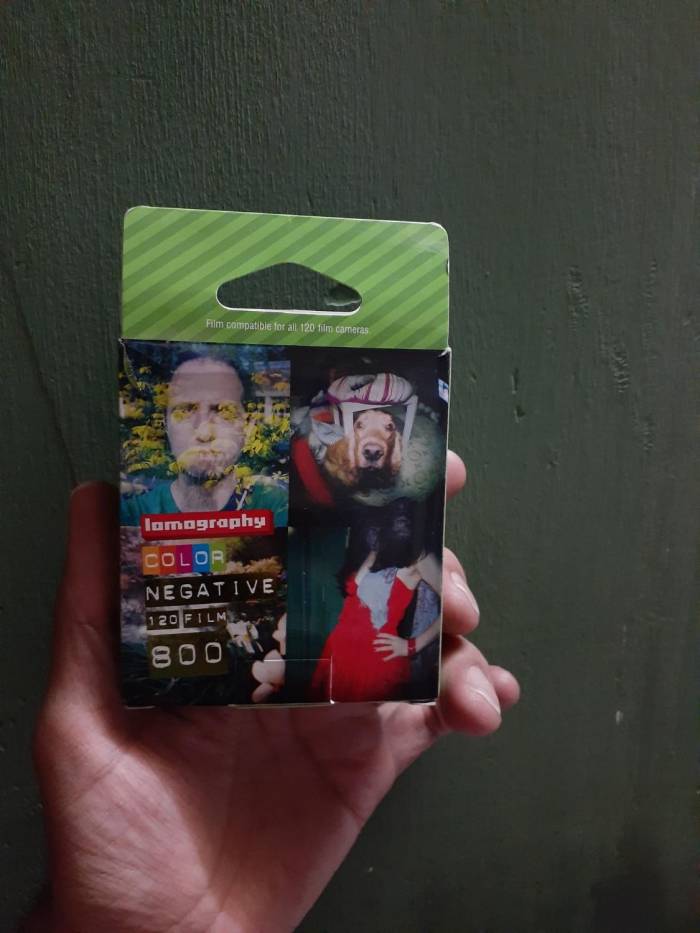 Film compatible for all 120 film cameras.
lomography
COLOR
NEGATIVE
120 FILM
800